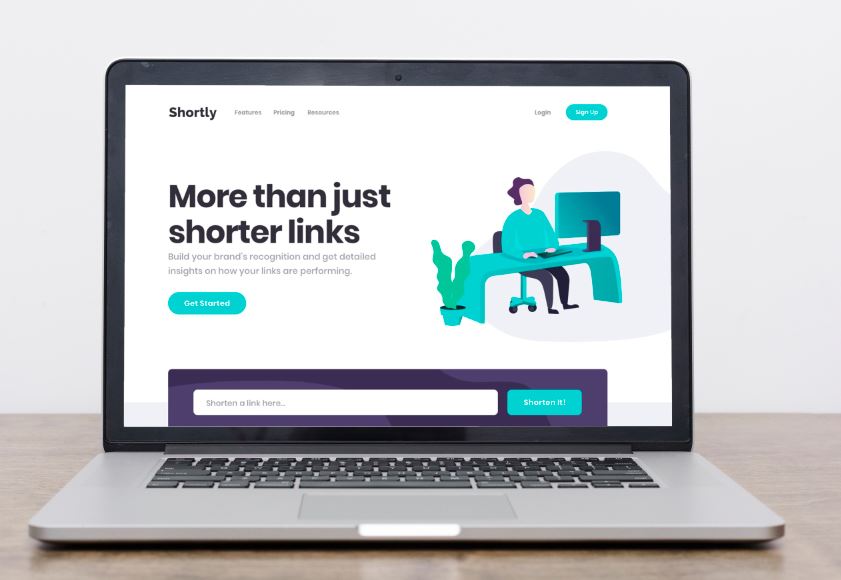 Shortly
Features Pricing Resources
Login
Sign Up
More than just
shorter links
Build your brand's recognition and get detailed
insights on how your links are performing.
Get Started
Shorten a link here...
Shorten It!